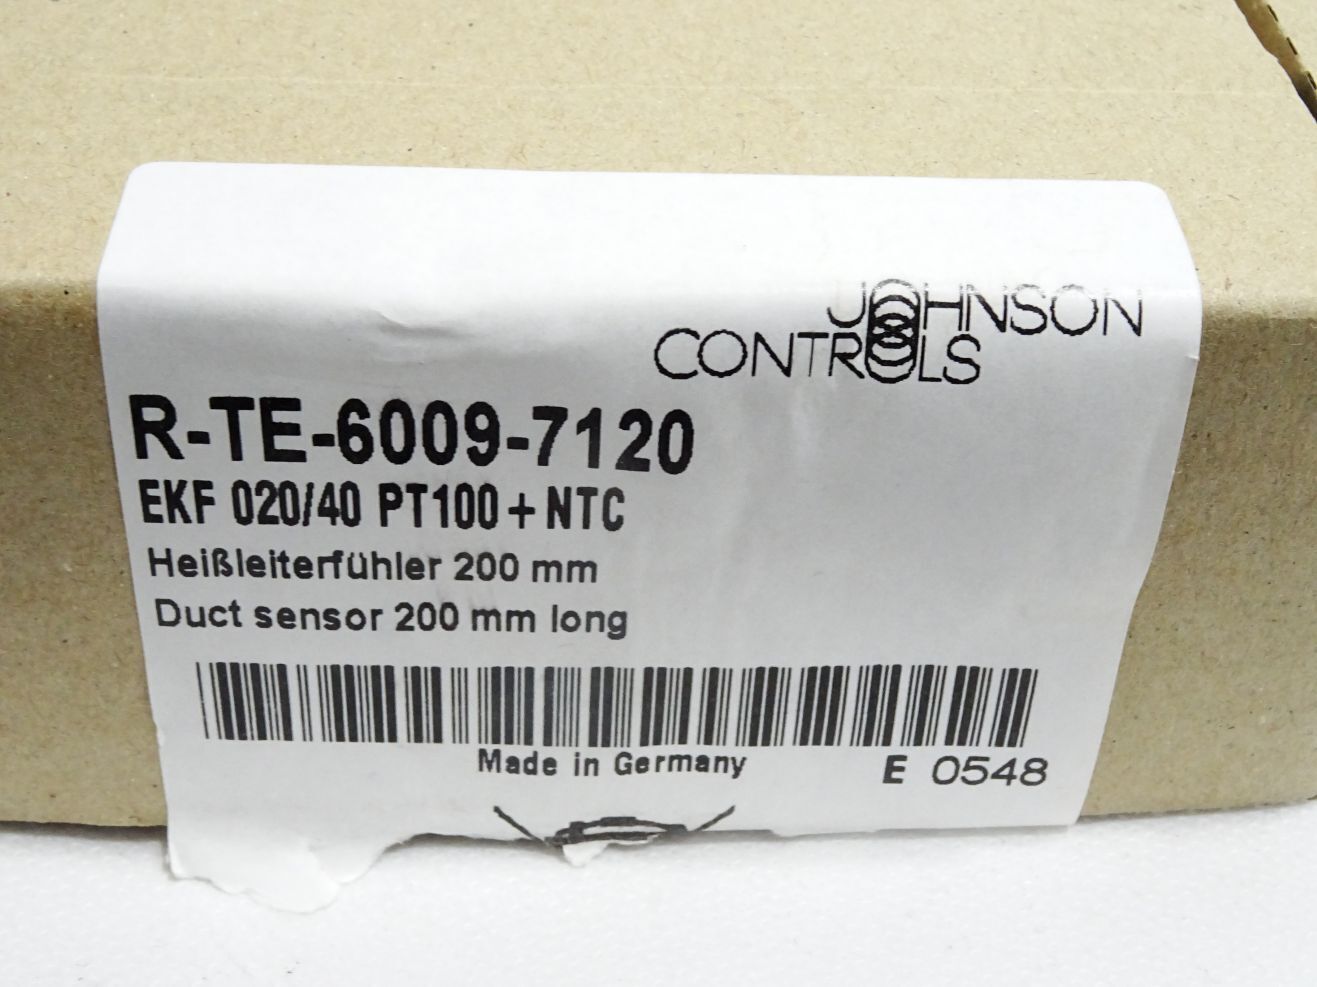 JOHNSON
CONTROLS
R-TE-6009-7120
EKF 020/40 PT100 + NTC
Heißleiterfühler 200 mm
Duct sensor 200 mm long
Made in Germany
E 0548